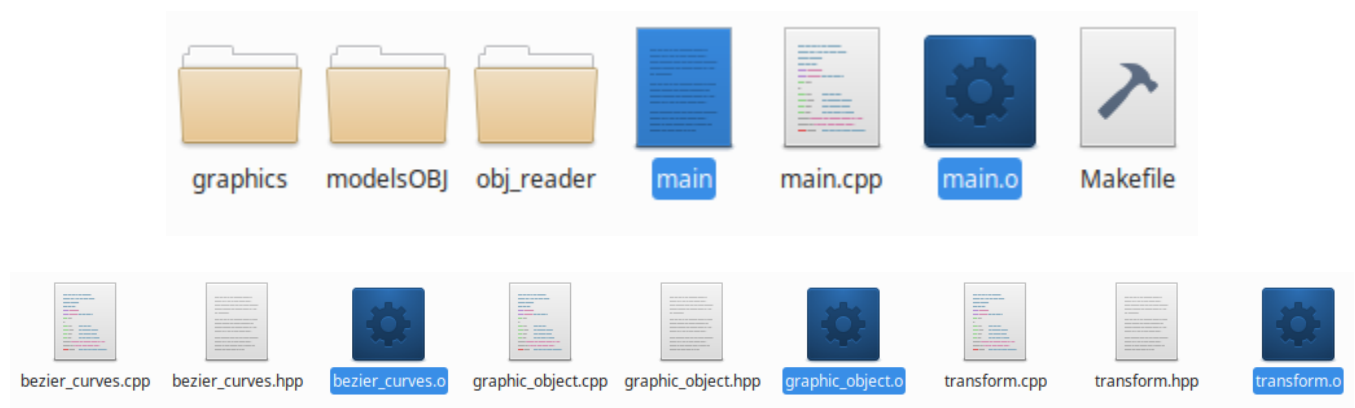 graphics modelsOBJ obj_reader main main.cpp main.o Makefile
bezier_curves.cpp bezier_curves.hpp bezier_curves.o graphic_object.cpp graphic_object.hpp graphic_object.o transform.cpp transform.hpp transform.o